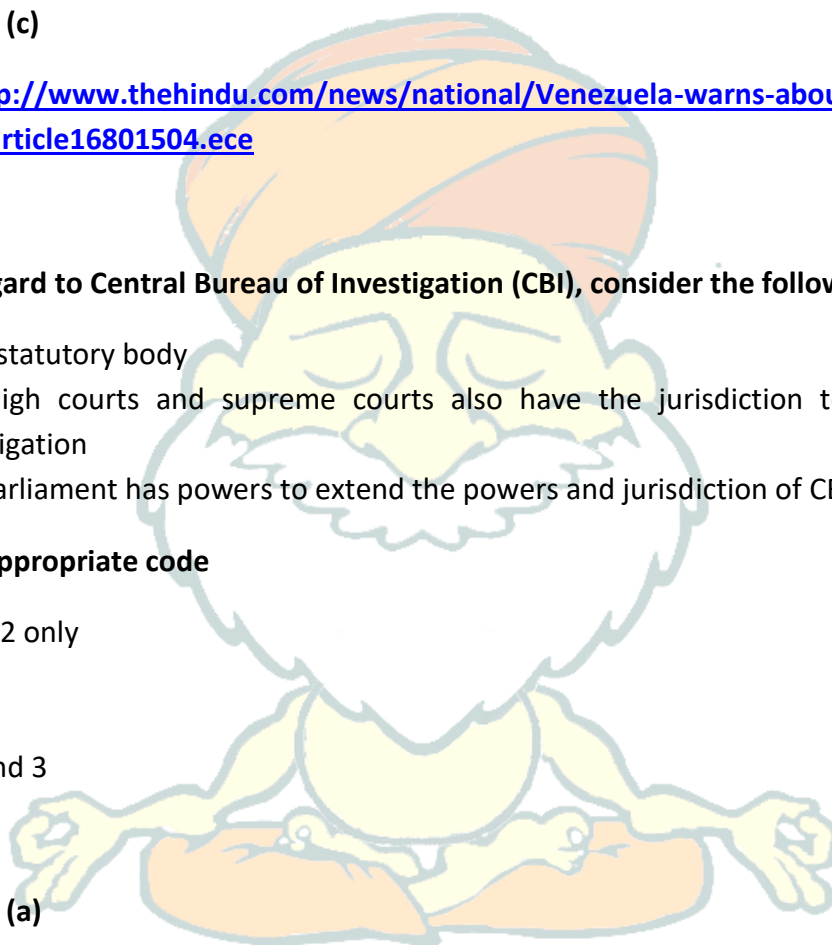 (c)
p://www.thehindu.com/news/national/Venezuela-warns-abou
rticle16801504.ece
gard to Central Bureau of Investigation (CBI), consider the follow
statutory body
igh courts and supreme courts also have the jurisdiction t
igation
arliament has powers to extend the powers and jurisdiction of CB
ppropriate code
2 only
nd 3
(a)